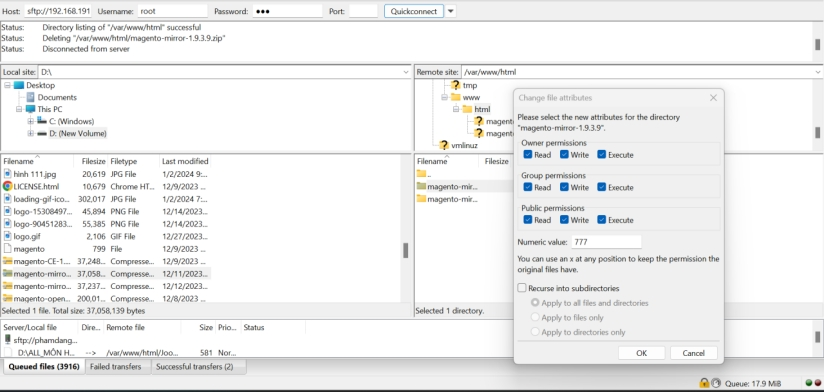 Host: sftp://192.168.191 Username: root Password: ●●● Port: Quickconnect
Status: Directory listing of "/var/www/html" successful
Status: Deleting "/var/www/html/magento-mirror-1.9.3.9.zip"
Status: Disconnected from server
Local site: D:\
Desktop
Documents
This PC
C: (Windows)
D: (New Volume)
Remote site: /var/www/html
tmp
www
html
magent
magent
vmlinuz
Filename Filesize Filetype Last modified
hinh 111.jpg 20,619 JPG File 1/2/2024 9:...
LICENSE.html 10,679 Chrome HT... 12/9/2023 ...
loading-gif-ico... 302,017 JPG File 1/2/2024 7:...
logo-15308497... 45,894 PNG File 12/14/2023...
logo-90451283... 55,385 PNG File 12/14/2023...
logo.gif 2,106 GIF File 12/27/2023...
magento 799 File 12/9/2023 ...
magento-CE-1.... 37,248... Compresse... 12/9/2023 ...
magento-mirro... 37,058... Compresse... 12/11/2023...
magento-mirro... 37,237... Compresse... 12/12/2023...
magento-open... 200,01... Compresse... 12/8/2023 ...
Selected 1 file. Total size: 37,058,139 bytes
Filename Filesize
..
magento-mir...
magento-mir...
Selected 1 directory.
Change file attributes
Please select the new attributes for the directory
"magento-mirror-1.9.3.9".
Owner permissions
Read Write Execute
Group permissions
Read Write Execute
Public permissions
Read Write Execute
Numeric value: 777
You can use an x at any position to keep the permission the
original files have.
Recurse into subdirectories
Apply to all files and directories
Apply to files only
Apply to directories only
OK Cancel
Server/Local file Dire... Remote file Size Prio... Status
sftp://phamdang...
D:\ALL_MÔN H... --> /var/www/html/Joo... 581 Nor...
Queued files (3916) Failed transfers Successful transfers (2)
Queue: 17.9 MiB